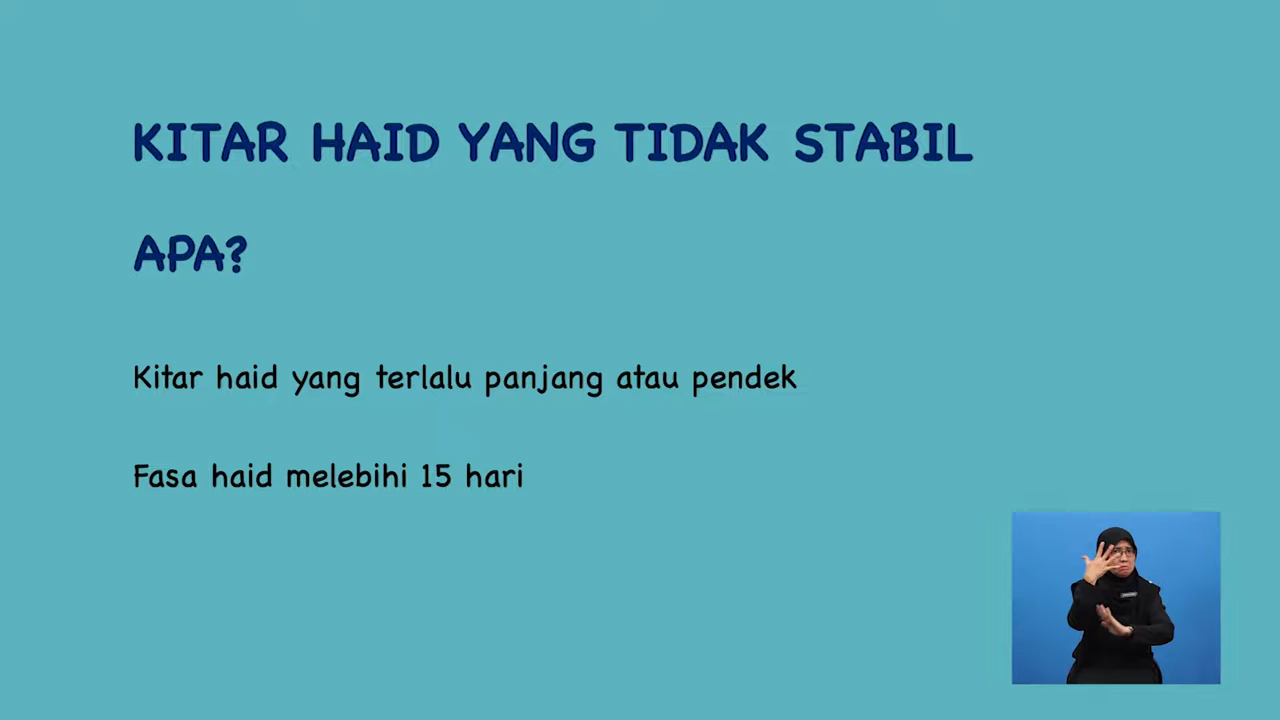 KITAR HAID YANG TIDAK STABIL
APA?
Kitar haid yang terlalu panjang atau pendek
Fasa haid melebihi 15 hari